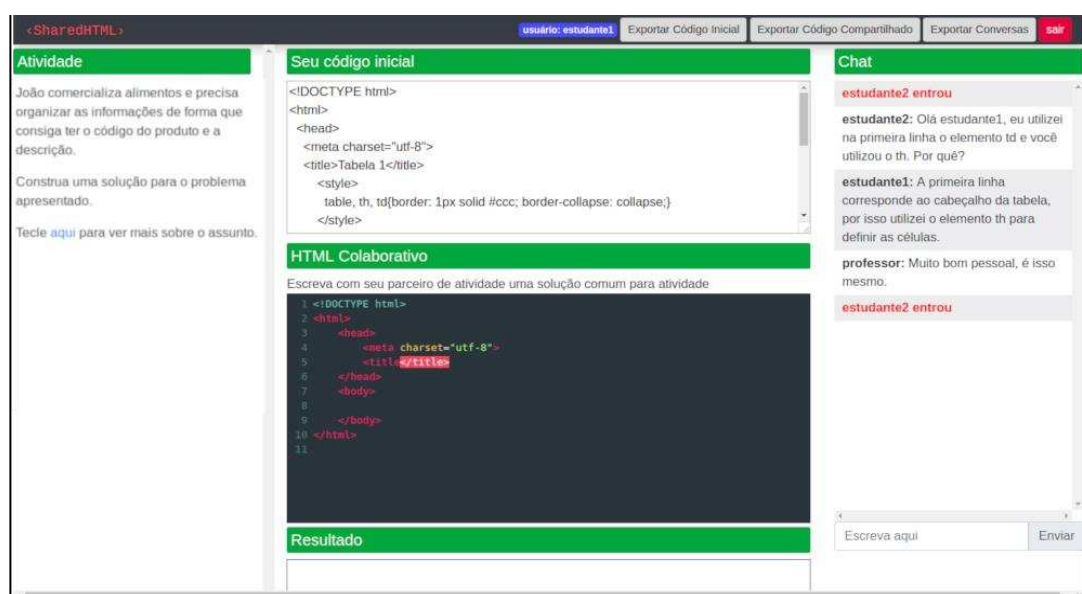 <SharedHTML>
usuário: estudante1
Exportar Código Inicial
Exportar Código Compartilhado
Exportar Conversas
sair
Atividade
João comercializa alimentos e precisa
organizar as informações de forma que
consiga ter o código do produto e a
descrição.
Construa uma solução para o problema
apresentado.
Tecle aqui para ver mais sobre o assunto.
Seu código inicial
<!DOCTYPE html>
<html>
<head>
<meta charset="utf-8">
<title>Tabela 1</title>
<style>
table, th, td{border: 1px solid #ccc; border-collapse: collapse;}
</style>
HTML Colaborativo
Escreva com seu parceiro de atividade uma solução comum para atividade
1 <!DOCTYPE html>
2 <html>
3 <head>
4 <meta charset="utf-8">
5 <title</title>
6 </head>
7 <body>
8
9 </body>
10 </html>
11
Resultado
Chat
estudante2 entrou
estudante2: Olá estudante1, eu utilizei
na primeira linha o elemento td e você
utilizou o th. Por quê?
estudante1: A primeira linha
corresponde ao cabeçalho da tabela,
por isso utilizei o elemento th para
definir as células.
professor: Muito bom pessoal, é isso
mesmo.
estudante2 entrou
Escreva aqui
Enviar